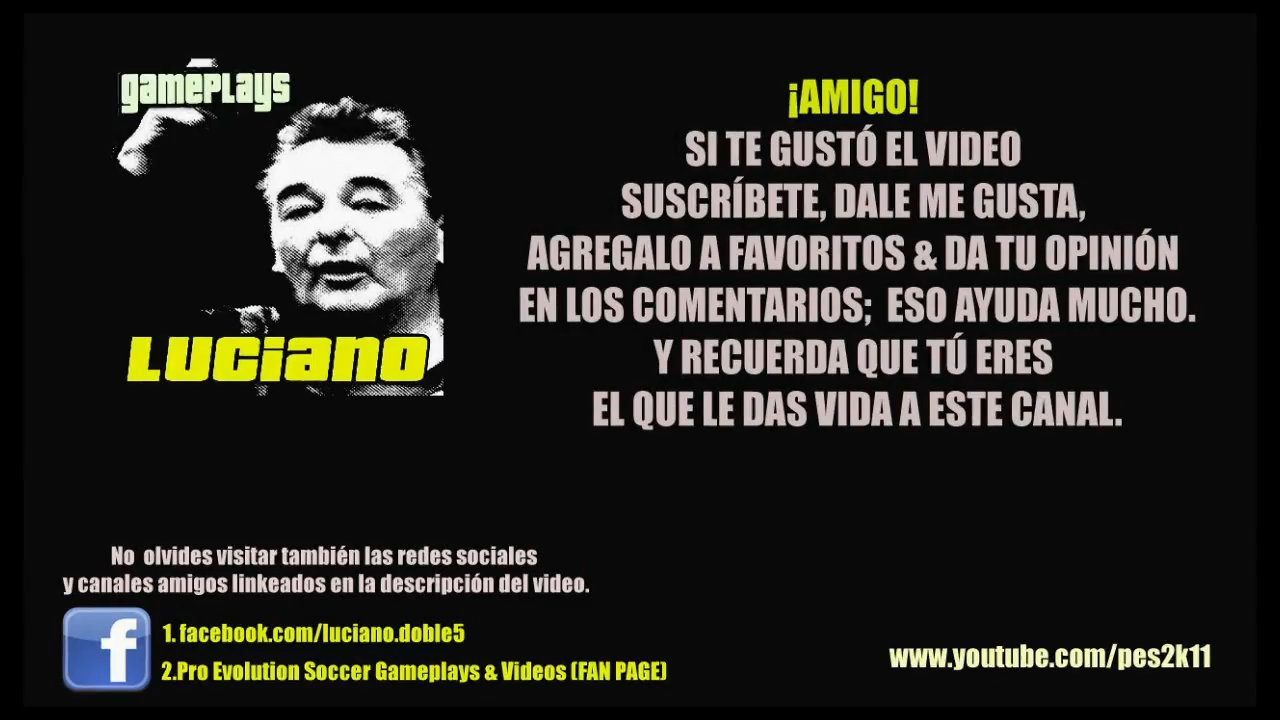 gamePLays
LUCiano
¡AMIGO!
SI TE GUSTÓ EL VIDEO
SUSCRÍBETE, DALE ME GUSTA,
AGREGALO A FAVORITOS & DA TU OPINIÓN
EN LOS COMENTARIOS; ESO AYUDA MUCHO.
Y RECUERDA QUE TÚ ERES
EL QUE LE DAS VIDA A ESTE CANAL.
No olvides visitar también las redes sociales
y canales amigos linkeados en la descripción del video.
f
1. facebook.com/luciano.doble5
2.Pro Evolution Soccer Gameplays & Videos (FAN PAGE)
www.youtube.com/pes2k11